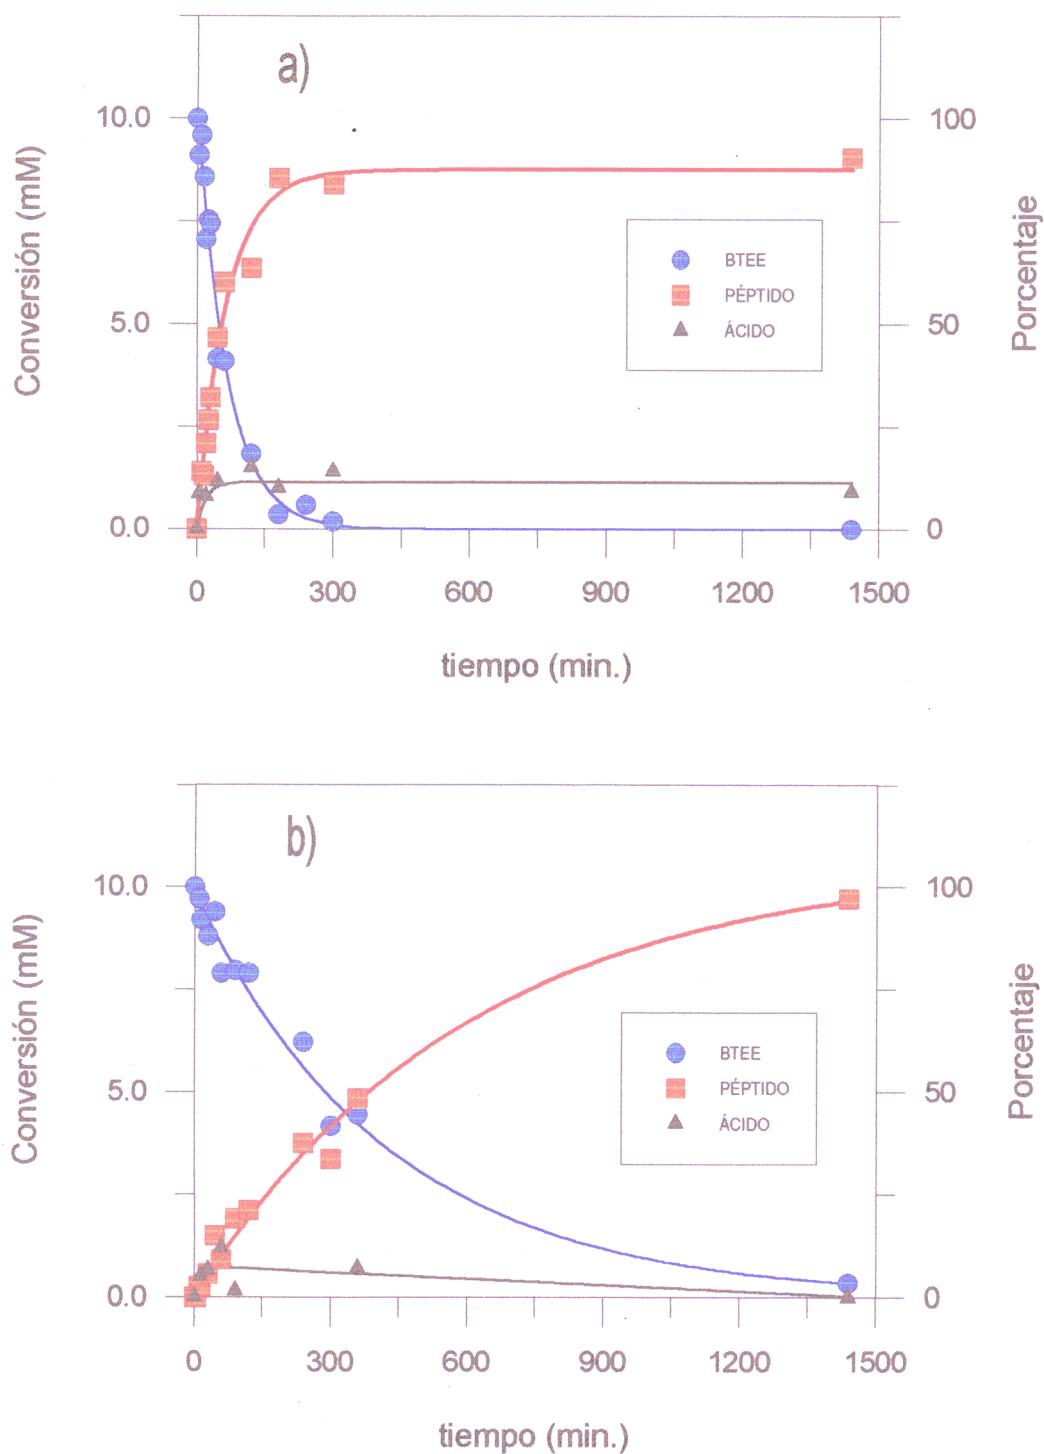 a)
Conversión (mM)
10.0
5.0
0.0
100
50
0
Porcentaje
BTEE
PÉPTIDO
ÁCIDO
0 300 600 900 1200 1500
tiempo (min.)
b)
Conversión (mM)
10.0
5.0
0.0
100
50
0
Porcentaje
BTEE
PÉPTIDO
ÁCIDO
0 300 600 900 1200 1500
tiempo (min.)